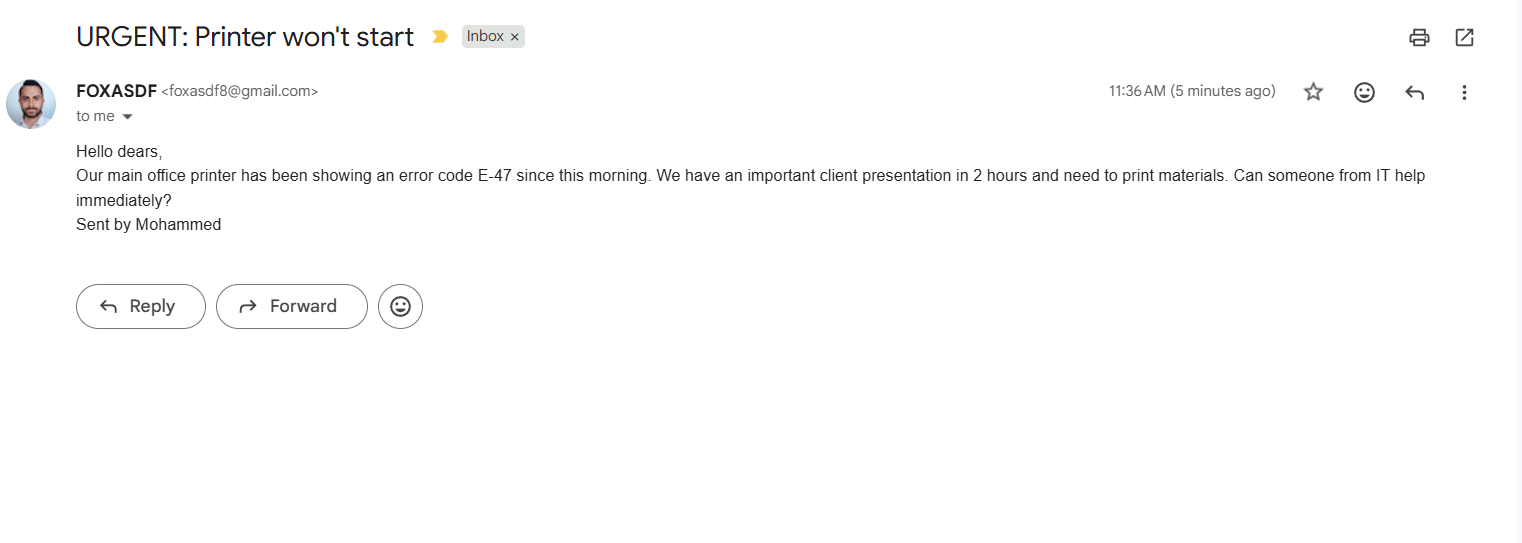 URGENT: Printer won't start Inbox ×
FOXASDF <foxasdf8@gmail.com> 11:36 AM (5 minutes ago)
to me
Hello dears,
Our main office printer has been showing an error code E-47 since this morning. We have an important client presentation in 2 hours and need to print materials. Can someone from IT help
immediately?
Sent by Mohammed
Reply Forward